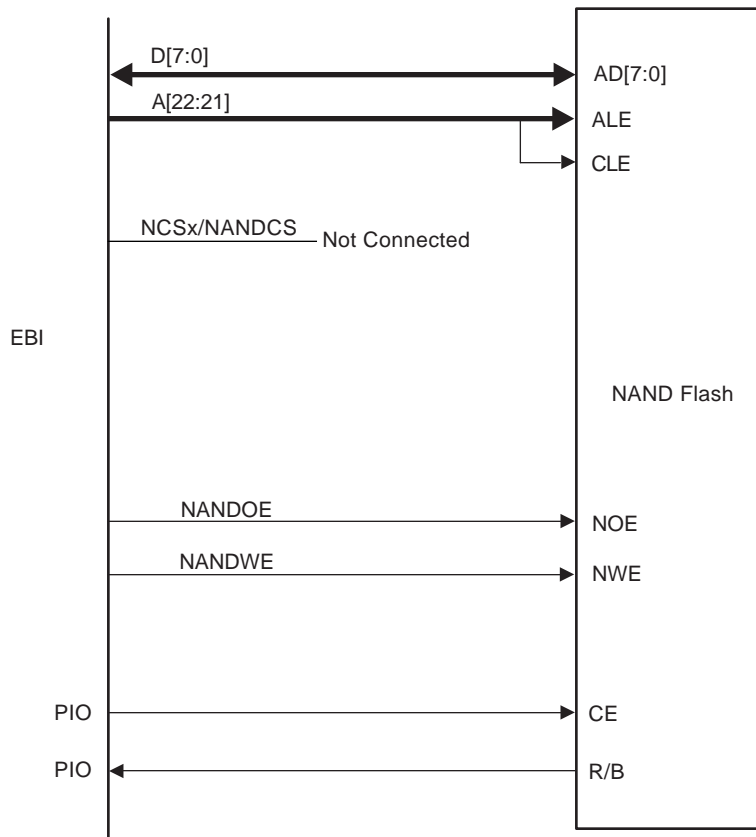 D[7:0]
AD[7:0]
A[22:21]
ALE
CLE
NCSx/NANDCS
Not Connected
EBI
NAND Flash
NANDOE
NOE
NANDWE
NWE
PIO
CE
PIO
R/B